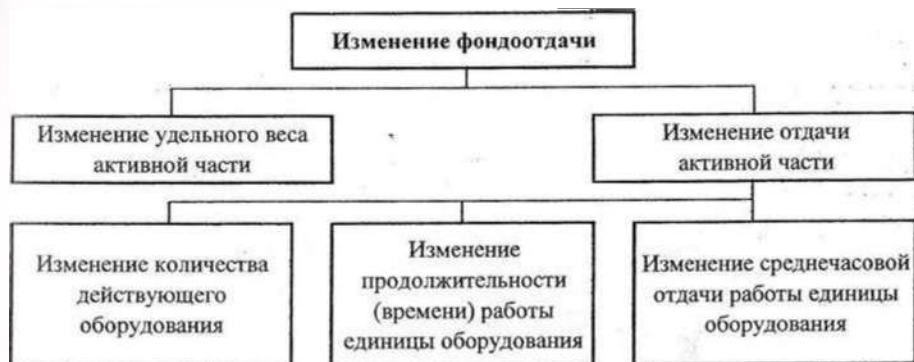 Изменение фондоотдачи
Изменение удельного веса
активной части
Изменение отдачи
активной части
Изменение количества
действующего
оборудования
Изменение
продолжительности
(времени) работы
единицы оборудования
Изменение среднечасовой
отдачи работы единицы
оборудования